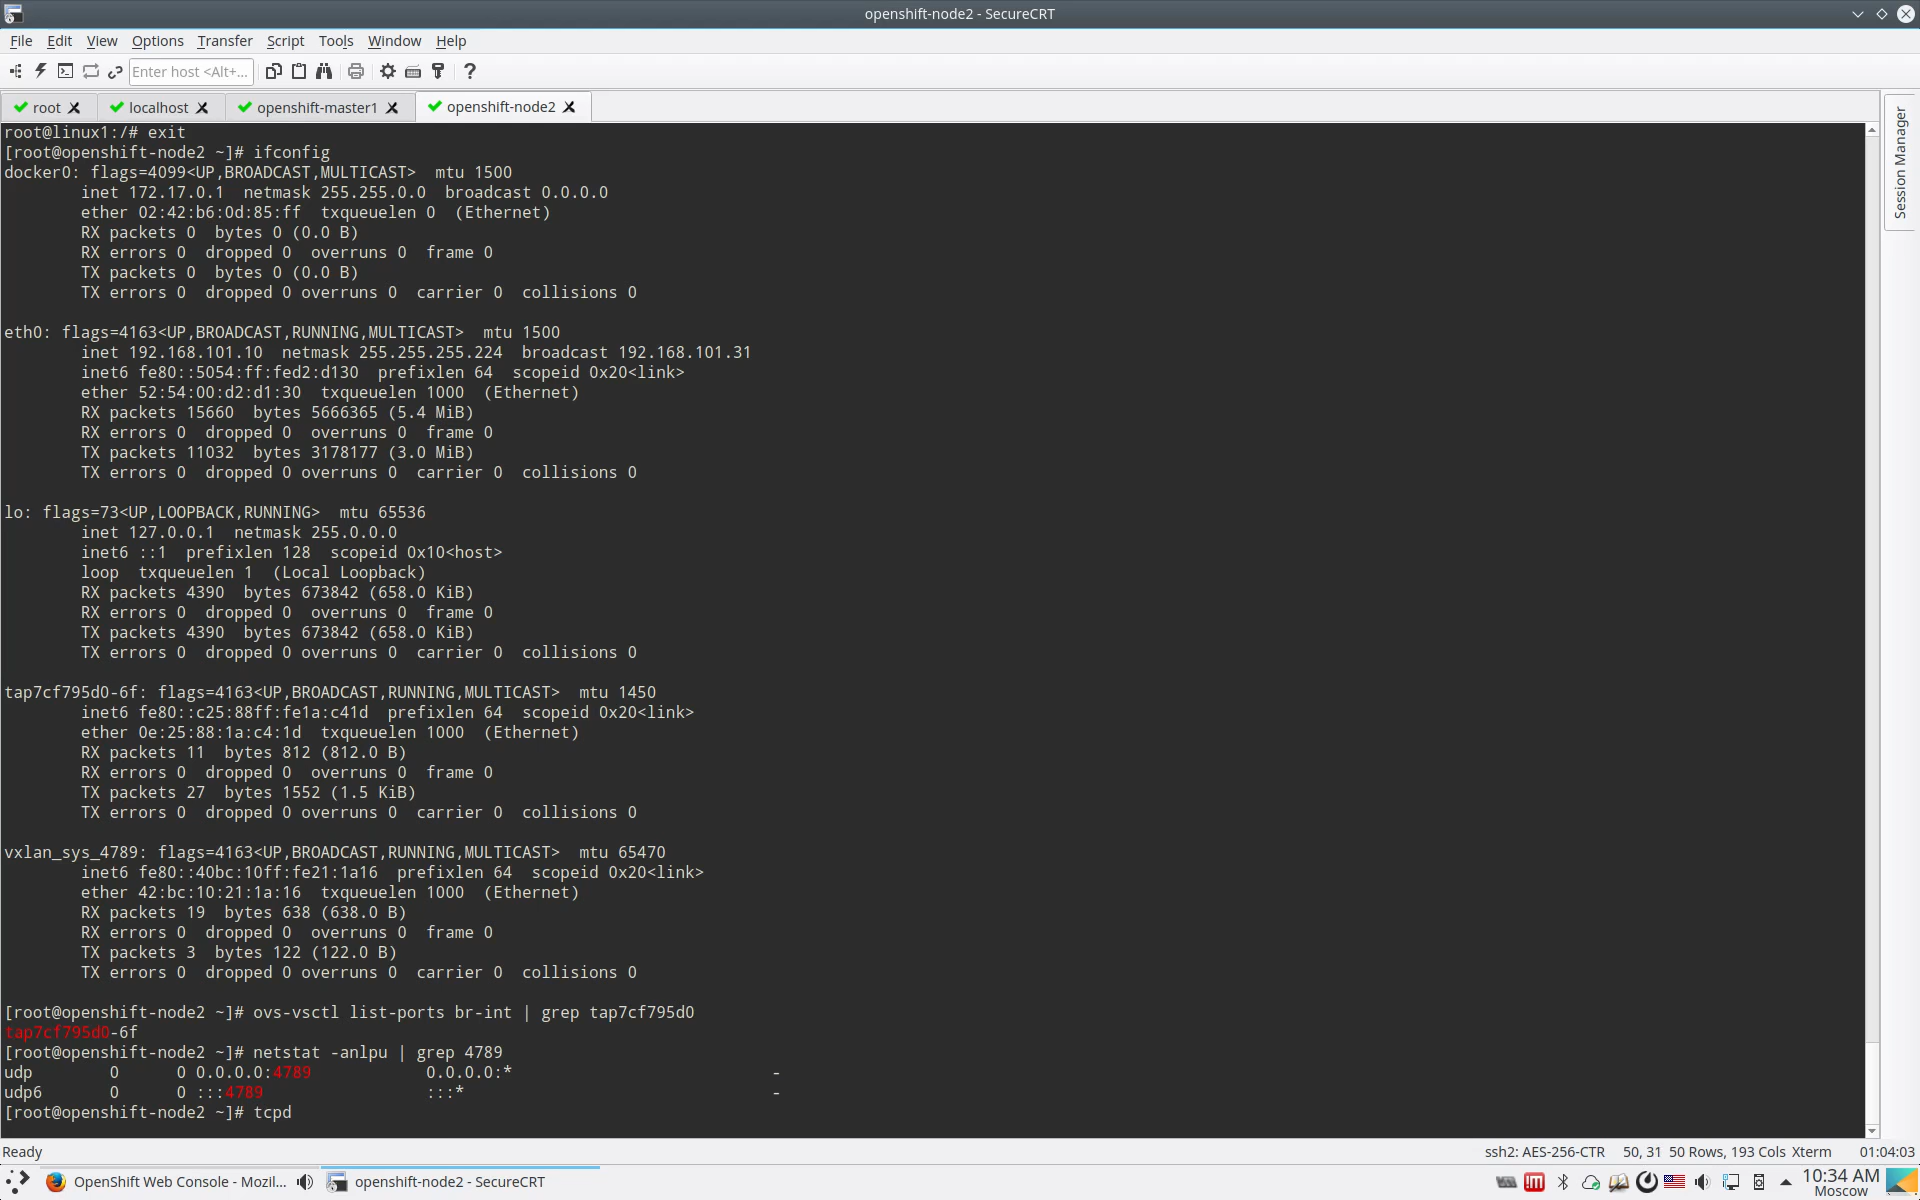 openshift-node2 - SecureCRT
File Edit View Options Transfer Script Tools Window Help
Enter host <Alt+...
root localhost openshift-master1 openshift-node2
Session Manager
root@linux1:/# exit
[root@openshift-node2 ~]# ifconfig
docker0: flags=4099<UP,BROADCAST,MULTICAST>  mtu 1500
        inet 172.17.0.1  netmask 255.255.0.0  broadcast 0.0.0.0
        ether 02:42:b6:0d:85:ff  txqueuelen 0  (Ethernet)
        RX packets 0  bytes 0 (0.0 B)
        RX errors 0  dropped 0  overruns 0  frame 0
        TX packets 0  bytes 0 (0.0 B)
        TX errors 0  dropped 0 overruns 0  carrier 0  collisions 0

eth0: flags=4163<UP,BROADCAST,RUNNING,MULTICAST>  mtu 1500
        inet 192.168.101.10  netmask 255.255.255.224  broadcast 192.168.101.31
        inet6 fe80::5054:ff:fed2:d130  prefixlen 64  scopeid 0x20<link>
        ether 52:54:00:d2:d1:30  txqueuelen 1000  (Ethernet)
        RX packets 15660  bytes 5666365 (5.4 MiB)
        RX errors 0  dropped 0  overruns 0  frame 0
        TX packets 11032  bytes 3178177 (3.0 MiB)
        TX errors 0  dropped 0 overruns 0  carrier 0  collisions 0

lo: flags=73<UP,LOOPBACK,RUNNING>  mtu 65536
        inet 127.0.0.1  netmask 255.0.0.0
        inet6 ::1  prefixlen 128  scopeid 0x10<host>
        loop  txqueuelen 1  (Local Loopback)
        RX packets 4390  bytes 673842 (658.0 KiB)
        RX errors 0  dropped 0  overruns 0  frame 0
        TX packets 4390  bytes 673842 (658.0 KiB)
        TX errors 0  dropped 0 overruns 0  carrier 0  collisions 0

tap7cf795d0-6f: flags=4163<UP,BROADCAST,RUNNING,MULTICAST>  mtu 1450
        inet6 fe80::c25:88ff:fe1a:c41d  prefixlen 64  scopeid 0x20<link>
        ether 0e:25:88:1a:c4:1d  txqueuelen 1000  (Ethernet)
        RX packets 11  bytes 812 (812.0 B)
        RX errors 0  dropped 0  overruns 0  frame 0
        TX packets 27  bytes 1552 (1.5 KiB)
        TX errors 0  dropped 0 overruns 0  carrier 0  collisions 0

vxlan_sys_4789: flags=4163<UP,BROADCAST,RUNNING,MULTICAST>  mtu 65470
        inet6 fe80::40bc:10ff:fe21:1a16  prefixlen 64  scopeid 0x20<link>
        ether 42:bc:10:21:1a:16  txqueuelen 1000  (Ethernet)
        RX packets 19  bytes 638 (638.0 B)
        RX errors 0  dropped 0  overruns 0  frame 0
        TX packets 3  bytes 122 (122.0 B)
        TX errors 0  dropped 0 overruns 0  carrier 0  collisions 0

[root@openshift-node2 ~]# ovs-vsctl list-ports br-int | grep tap7cf795d0
tap7cf795d0-6f
[root@openshift-node2 ~]# netstat -anlpu | grep 4789
udp        0      0 0.0.0.0:4789            0.0.0.0:*                           -
udp6       0      0 :::4789                 :::*                                -
[root@openshift-node2 ~]# tcpd
Ready ssh2: AES-256-CTR 50, 31 50 Rows, 193 Cols Xterm 01:04:03
OpenShift Web Console - Mozil... openshift-node2 - SecureCRT 10:34 AM
Moscow